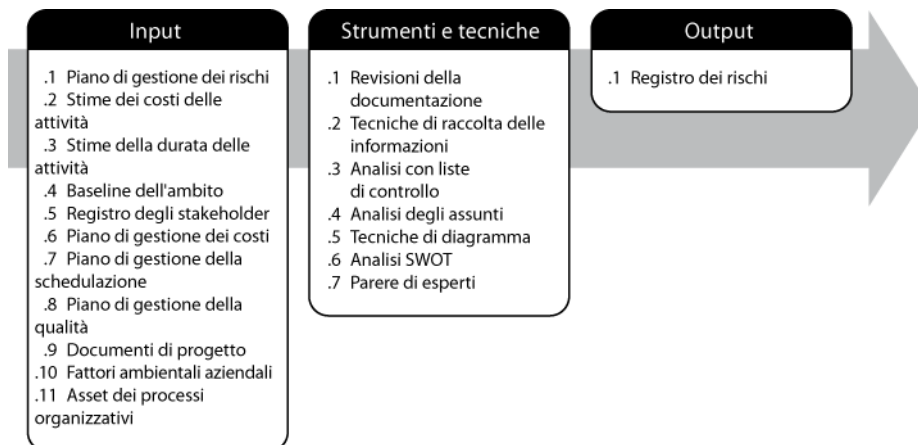 Input
.1 Piano di gestione dei rischi
.2 Stime dei costi delle
attività
.3 Stime della durata delle
attività
.4 Baseline dell'ambito
.5 Registro degli stakeholder
.6 Piano di gestione dei costi
.7 Piano di gestione della
schedulazione
.8 Piano di gestione della
qualità
.9 Documenti di progetto
.10 Fattori ambientali aziendali
.11 Asset dei processi
organizzativi
Strumenti e tecniche
.1 Revisioni della
documentazione
.2 Tecniche di raccolta delle
informazioni
.3 Analisi con liste
di controllo
.4 Analisi degli assunti
.5 Tecniche di diagramma
.6 Analisi SWOT
.7 Parere di esperti
Output
.1 Registro dei rischi